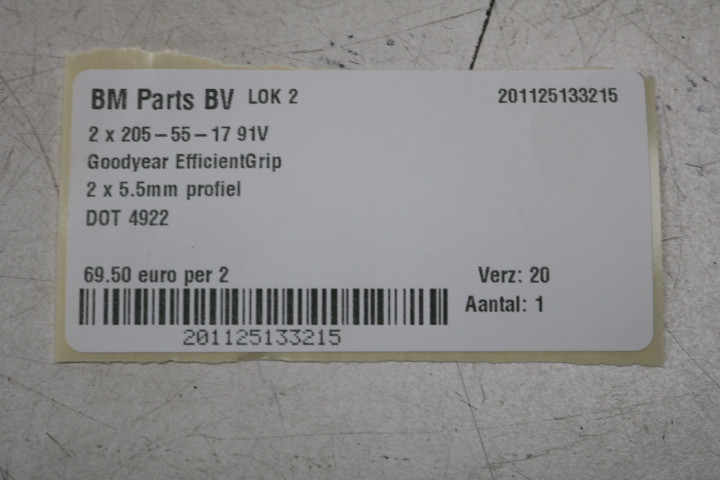 BM Parts BV LOK 2 201125133215
2 x 205-55-17 91V
Goodyear EfficientGrip
2 x 5.5mm profiel
DOT 4922
69.50 euro per 2 Verz: 20
Aantal: 1
201125133215